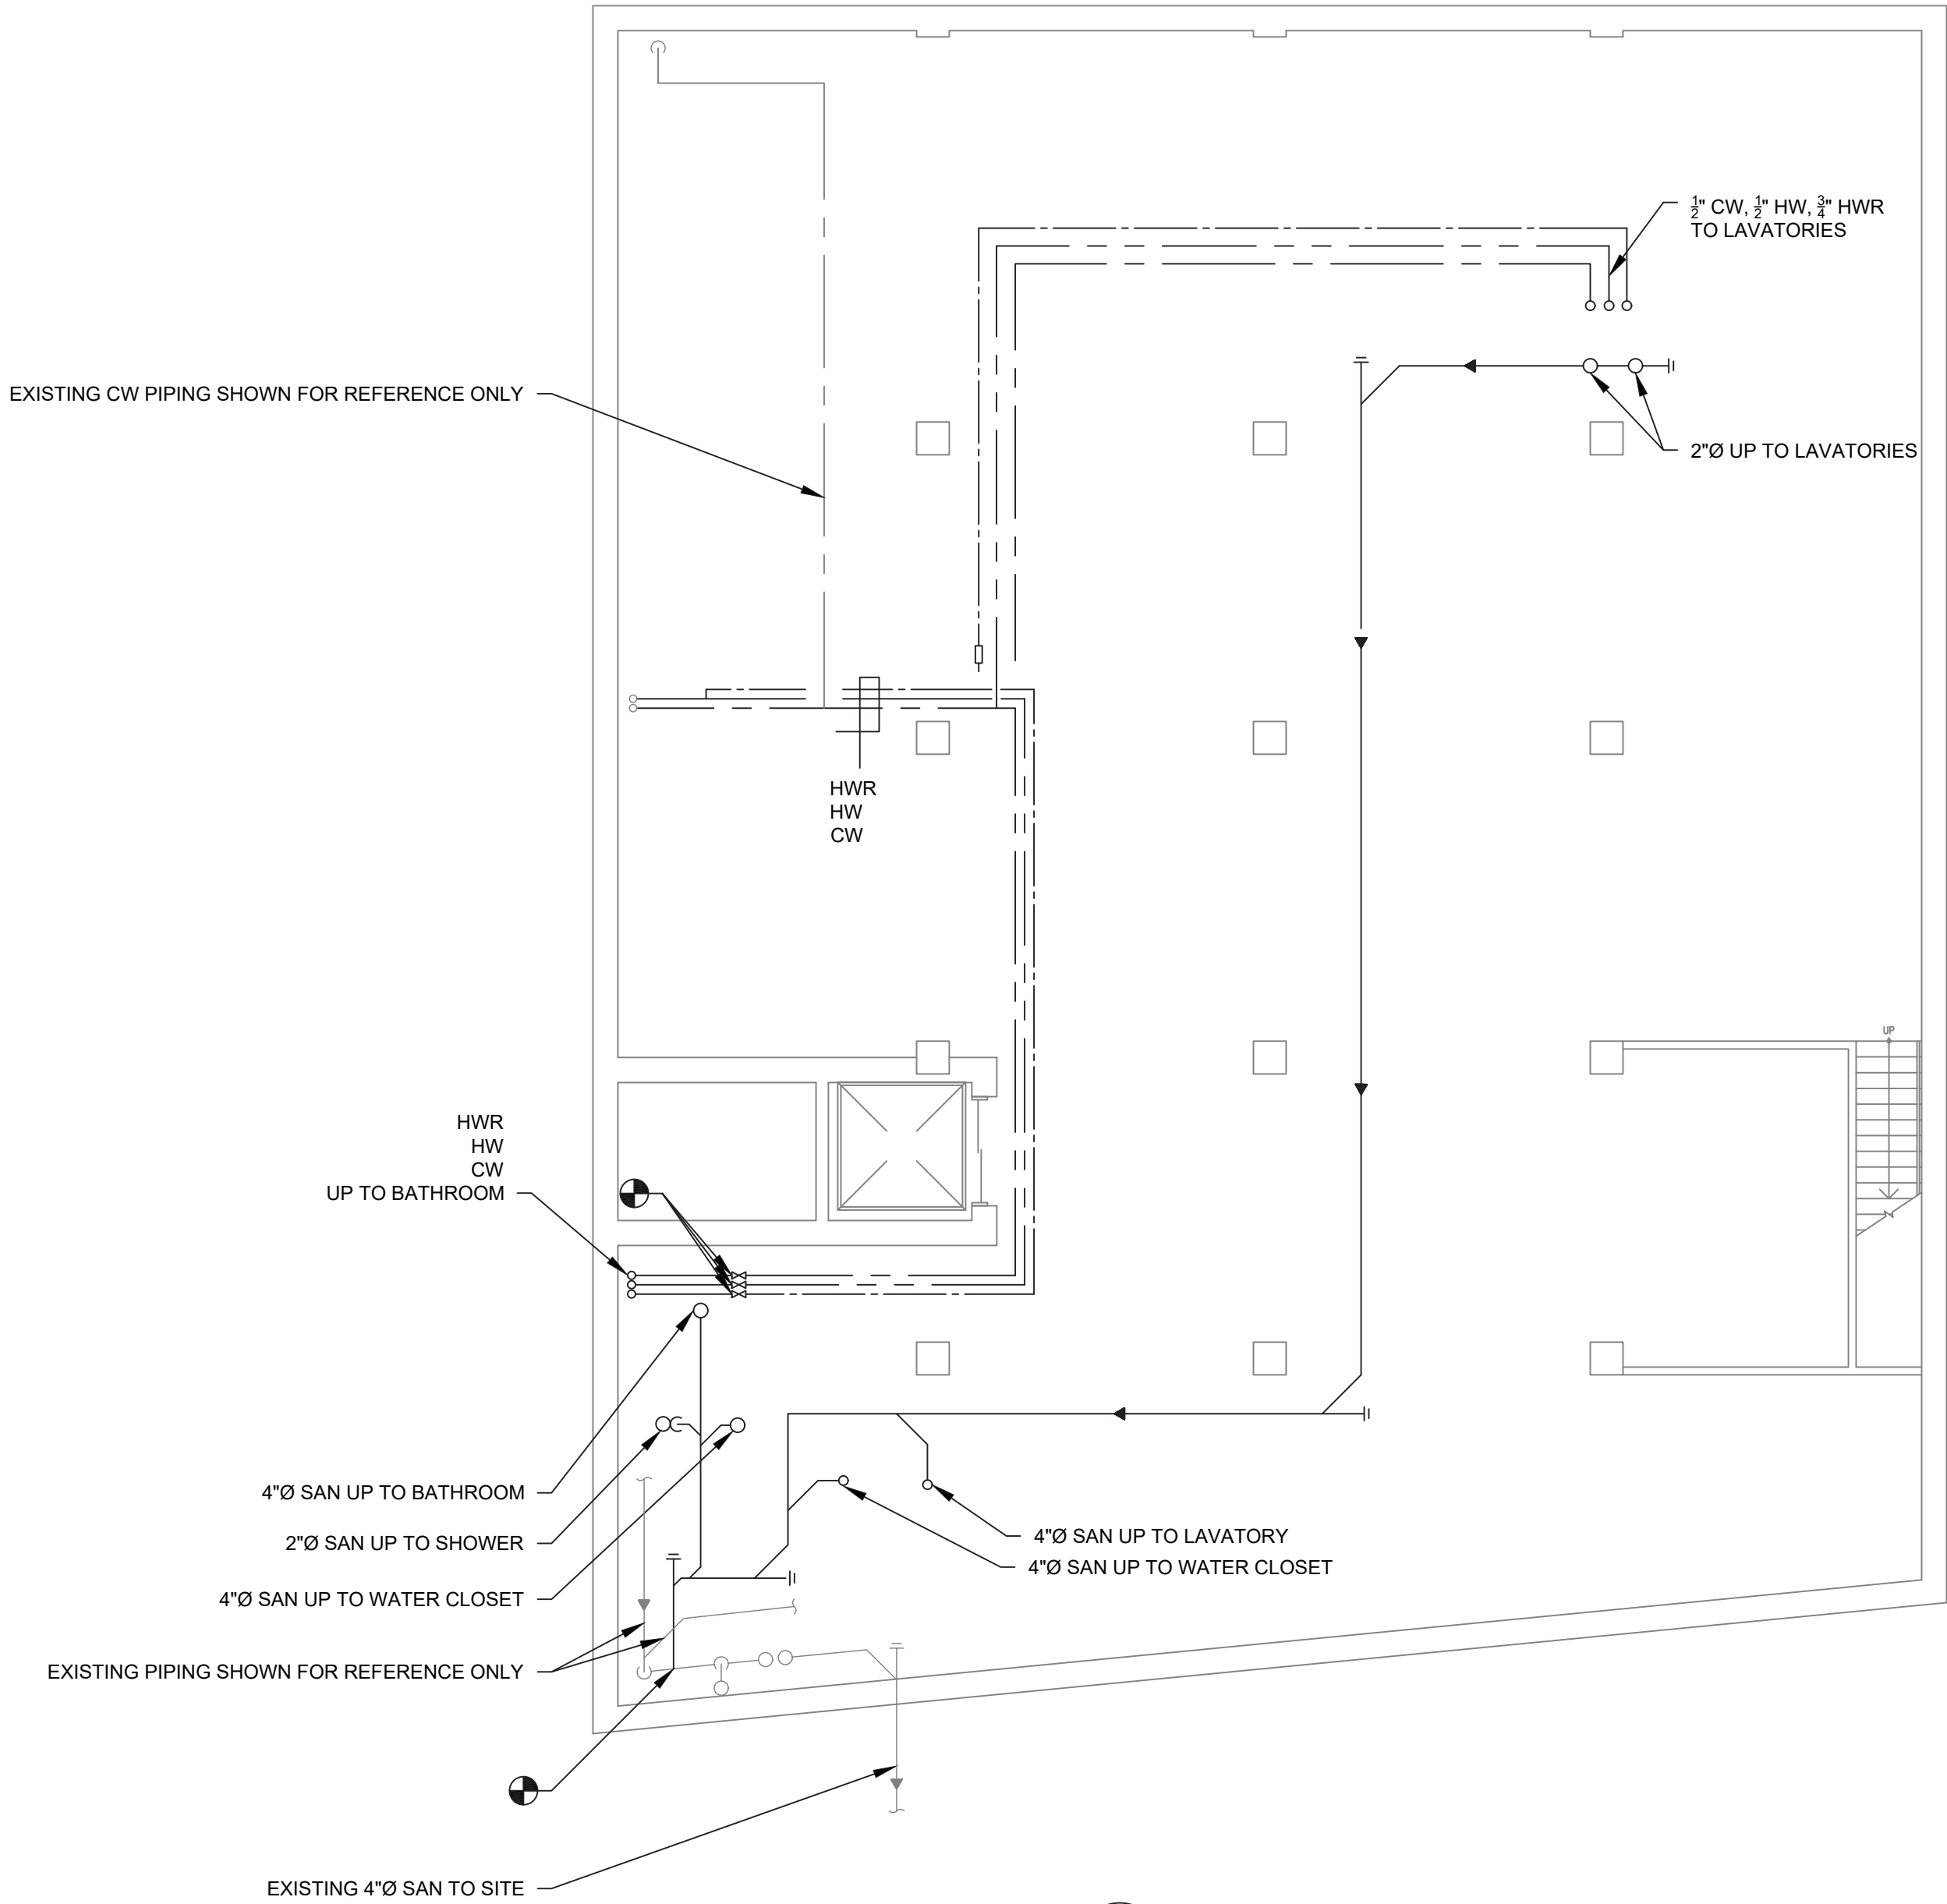 ½" CW, ½" HW, ¾" HWR
TO LAVATORIES
EXISTING CW PIPING SHOWN FOR REFERENCE ONLY
2"Ø UP TO LAVATORIES
HWR
HW
CW
UP
HWR
HW
CW
UP TO BATHROOM
4"Ø SAN UP TO BATHROOM
2"Ø SAN UP TO SHOWER
4"Ø SAN UP TO LAVATORY
4"Ø SAN UP TO WATER CLOSET
4"Ø SAN UP TO WATER CLOSET
EXISTING PIPING SHOWN FOR REFERENCE ONLY
EXISTING 4"Ø SAN TO SITE